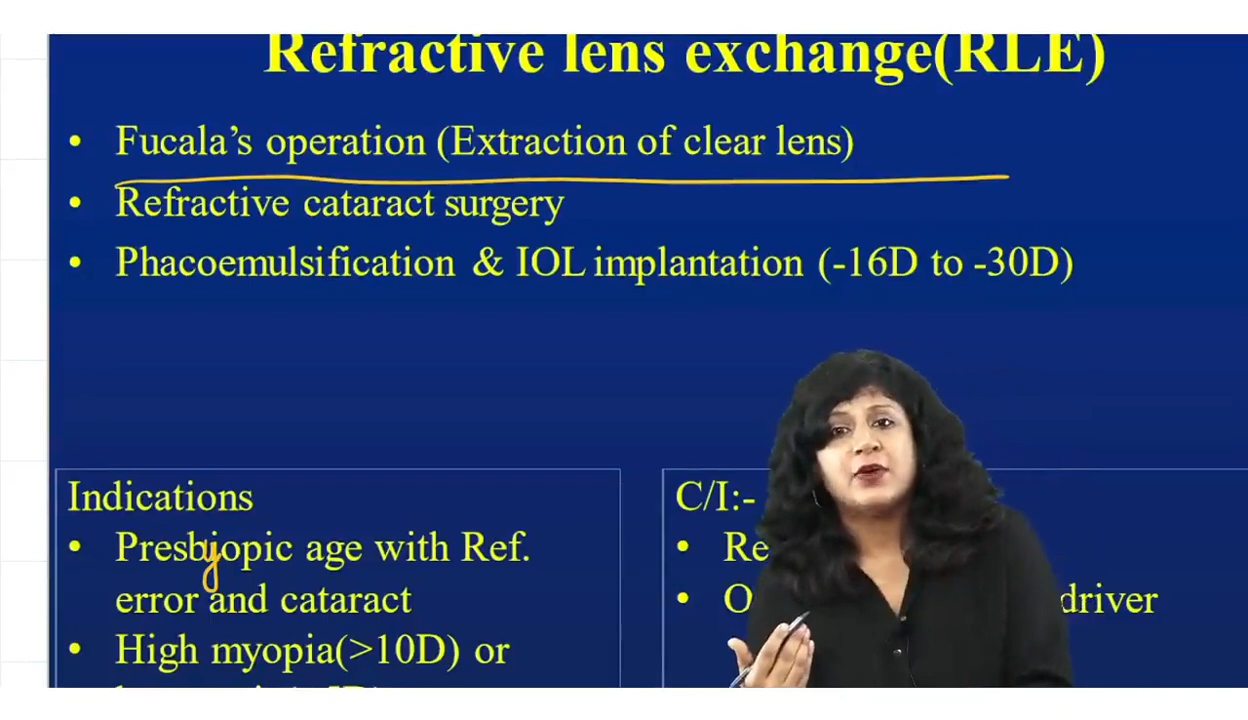 Refractive lens exchange(RLE)
• Fucala's operation (Extraction of clear lens)
• Refractive cataract surgery
• Phacoemulsification & IOL implantation (-16D to -30D)
Indications
• Presbiopic age with Ref.
y
error and cataract
• High myopia(>10D) or
C/I:-
•
• driver